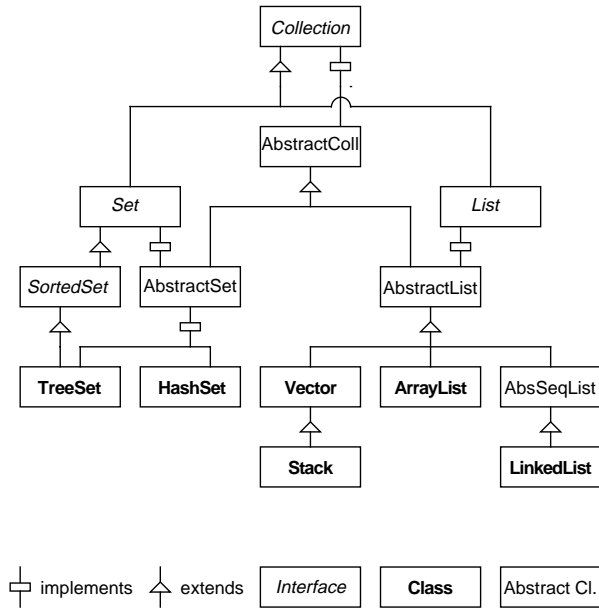 Collection
AbstractColl
Set
List
SortedSet
AbstractSet
AbstractList
TreeSet
HashSet
Vector
ArrayList
AbsSeqList
Stack
LinkedList
implements
extends
Interface
Class
Abstract Cl.